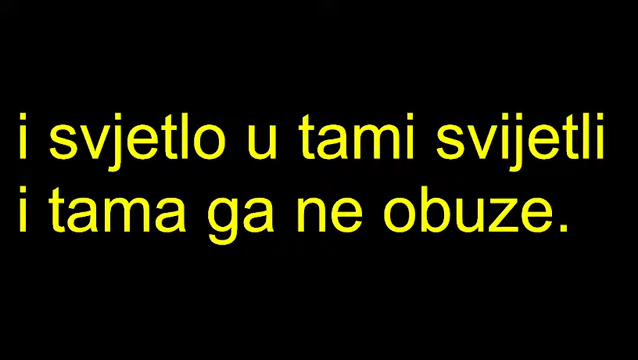 i svjetlo u tami svijetli
i tama ga ne obuze.